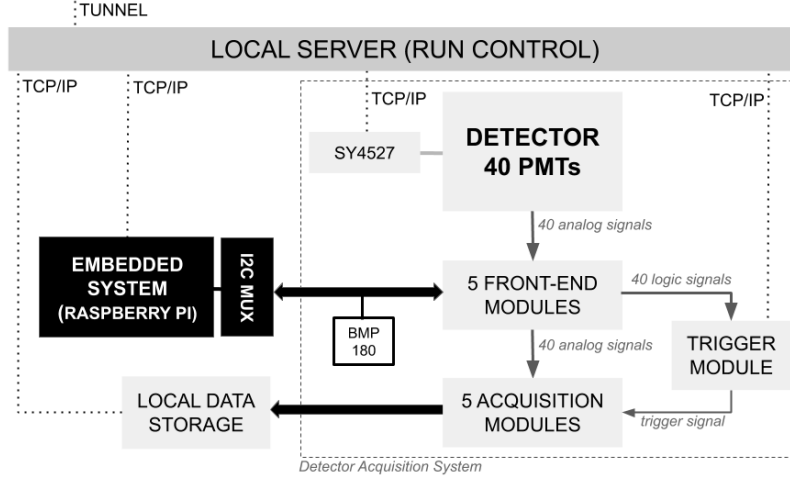 TUNNEL
LOCAL SERVER (RUN CONTROL)
TCP/IP
TCP/IP
TCP/IP
TCP/IP
SY4527
DETECTOR
40 PMTs
40 analog signals
EMBEDDED
SYSTEM
(RASPBERRY PI)
I2C MUX
5 FRONT-END
MODULES
40 logic signals
BMP
180
40 analog signals
TRIGGER
MODULE
LOCAL DATA
STORAGE
5 ACQUISITION
MODULES
trigger signal
Detector Acquisition System